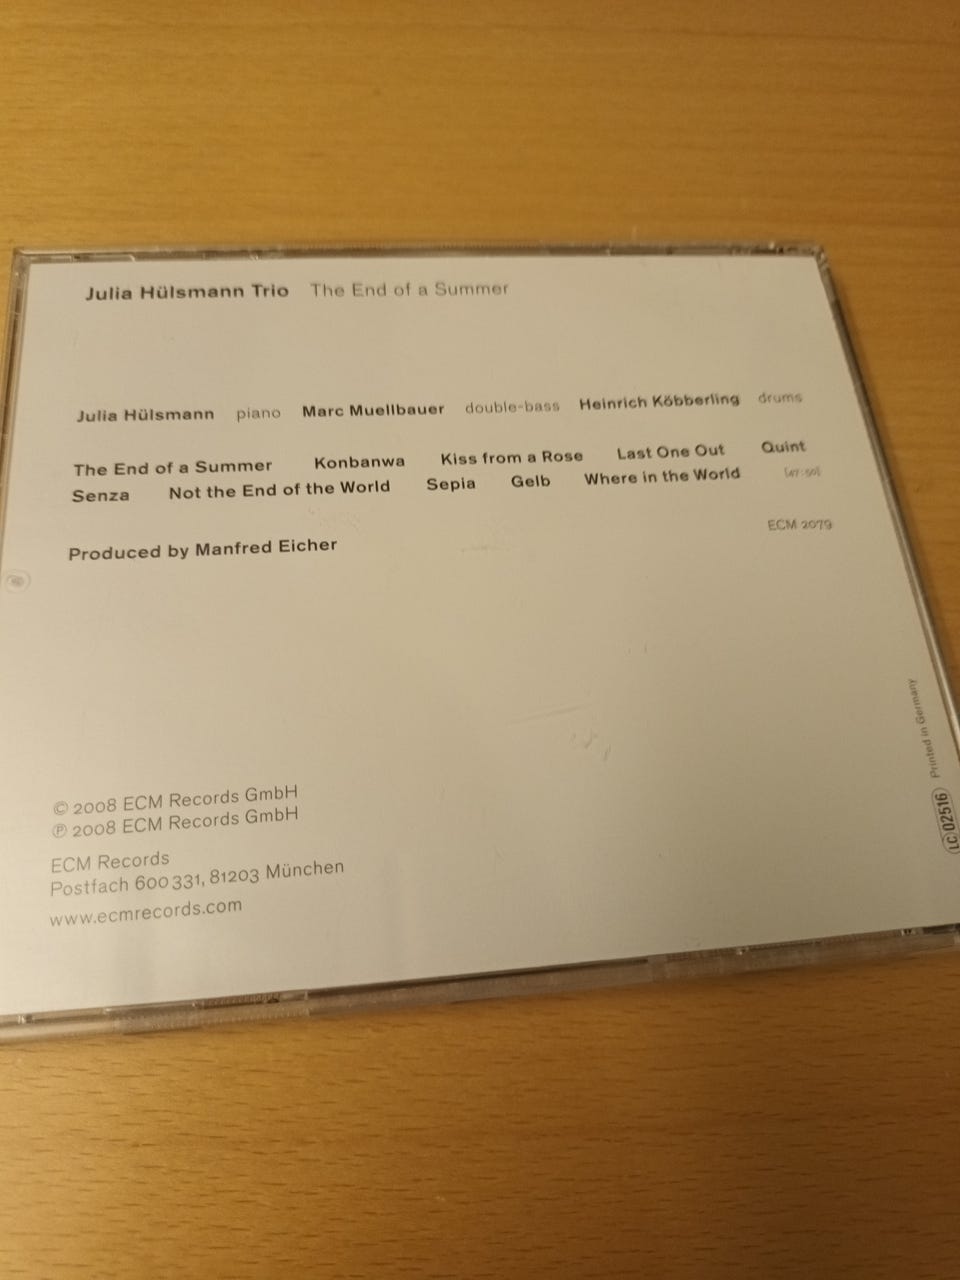 Julia Hülsmann Trio The End of a Summer
Julia Hülsmann piano Marc Muellbauer double-bass Heinrich Köbberling drums
The End of a Summer Konbanwa Kiss from a Rose Last One Out Quint
Senza Not the End of the World Sepia Gelb Where in the World [47:50]
ECM 2079
Produced by Manfred Eicher
© 2008 ECM Records GmbH
℗ 2008 ECM Records GmbH
ECM Records
Postfach 600 331, 81203 München
www.ecmrecords.com
Printed in Germany
LC 02516